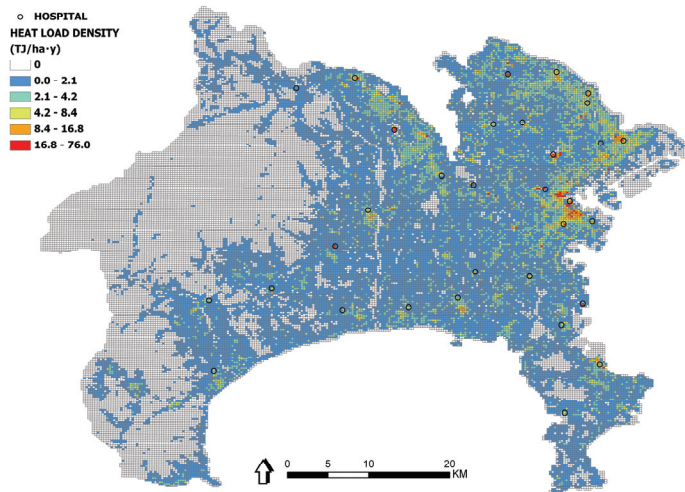 HOSPITAL
HEAT LOAD DENSITY
(TJ/ha·y)
0
0.0 - 2.1
2.1 - 4.2
4.2 - 8.4
8.4 - 16.8
16.8 - 76.0
0 5 10 20
KM